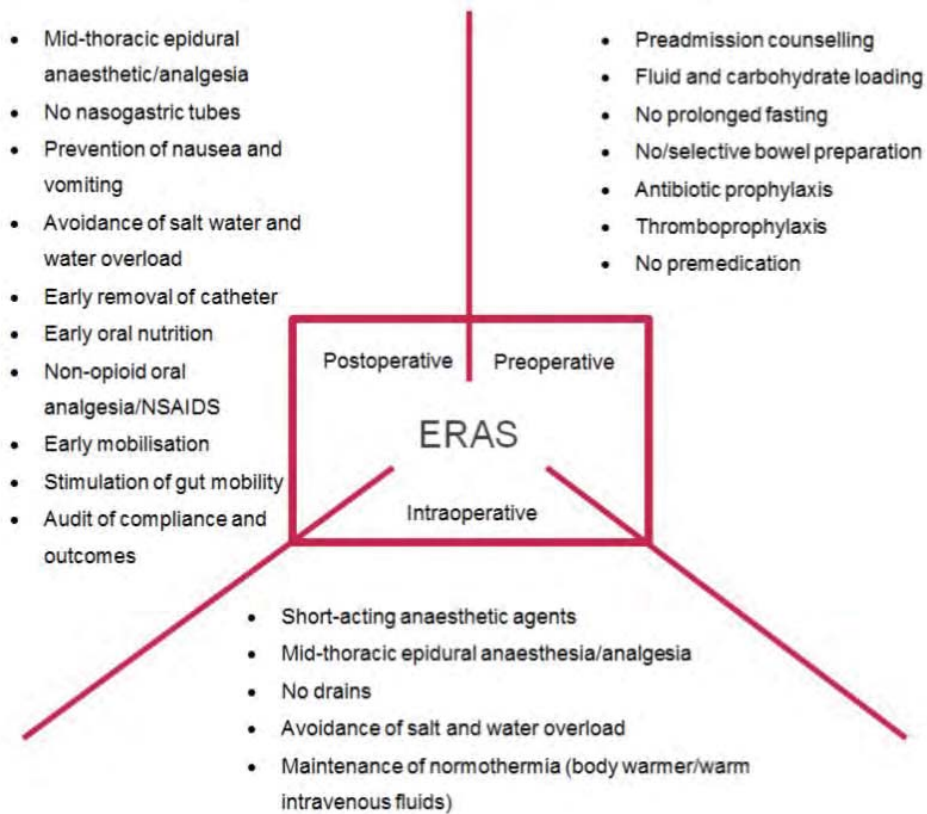 • Mid-thoracic epidural
anaesthetic/analgesia
• No nasogastric tubes
• Prevention of nausea and
vomiting
• Avoidance of salt water and
water overload
• Early removal of catheter
• Early oral nutrition
• Non-opioid oral
analgesia/NSAIDS
• Early mobilisation
• Stimulation of gut mobility
• Audit of compliance and
outcomes
• Preadmission counselling
• Fluid and carbohydrate loading
• No prolonged fasting
• No/selective bowel preparation
• Antibiotic prophylaxis
• Thromboprophylaxis
• No premedication
Postoperative
Preoperative
ERAS
Intraoperative
• Short-acting anaesthetic agents
• Mid-thoracic epidural anaesthesia/analgesia
• No drains
• Avoidance of salt and water overload
• Maintenance of normothermia (body warmer/warm
intravenous fluids)